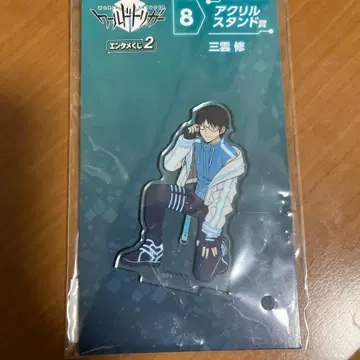 ワールドトリガー
エンタメくじ2
8
アクリル
スタンド賞
三雲 修